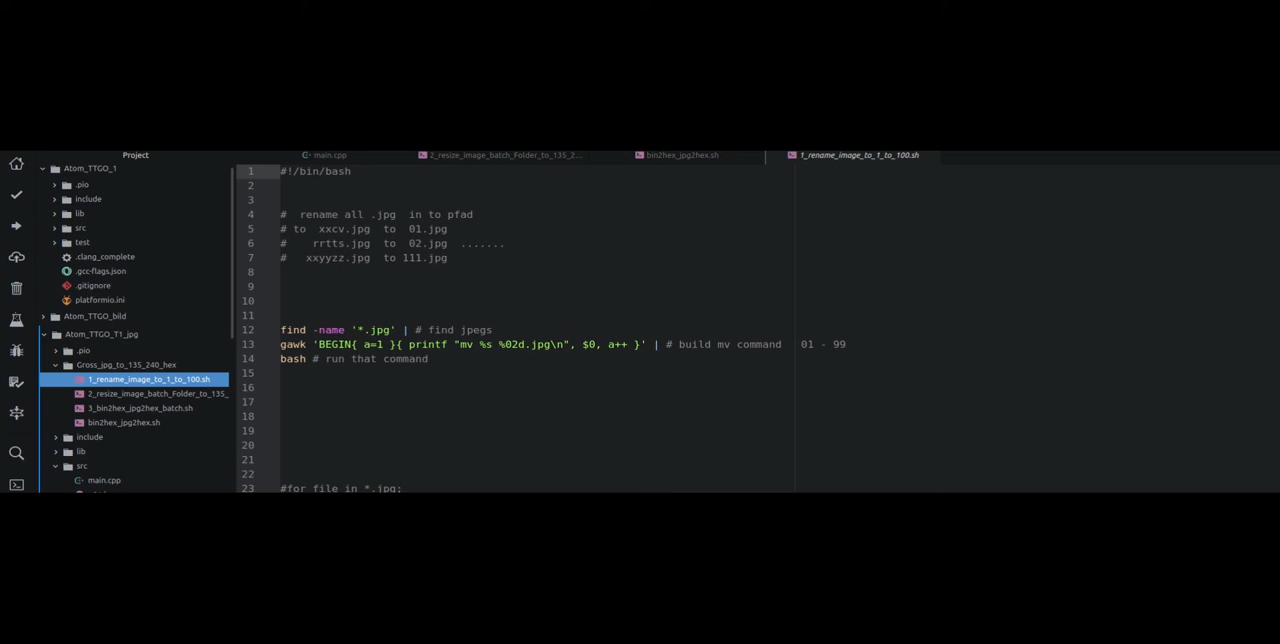 Project
main.cpp
2_resize_image_batch_Folder_to_135_2...
bin2hex_jpg2hex.sh
1_rename_image_to_1_to_100.sh
Atom_TTGO_1
.pio
include
lib
src
test
.clang_complete
.gcc-flags.json
.gitignore
platformio.ini
Atom_TTGO_bild
Atom_TTGO_T1_jpg
.pio
Gross_jpg_to_135_240_hex
1_rename_image_to_1_to_100.sh
2_resize_image_batch_Folder_to_135_
3_bin2hex_jpg2hex_batch.sh
bin2hex_jpg2hex.sh
include
lib
src
main.cpp
1 #!/bin/bash
2
3
4 #  rename all .jpg  in to pfad
5 # to  xxcv.jpg  to  01.jpg
6 #    rrtts.jpg  to  02.jpg  .......
7 #   xxyyzz.jpg  to 111.jpg
8
9
10
11
12 find -name '*.jpg' | # find jpegs
13 gawk 'BEGIN{ a=1 }{ printf "mv %s %02d.jpg\n", $0, a++ }' | # build mv command   01 - 99
14 bash # run that command
15
16
17
18
19
20
21
22
23 #for file in *.jpg;